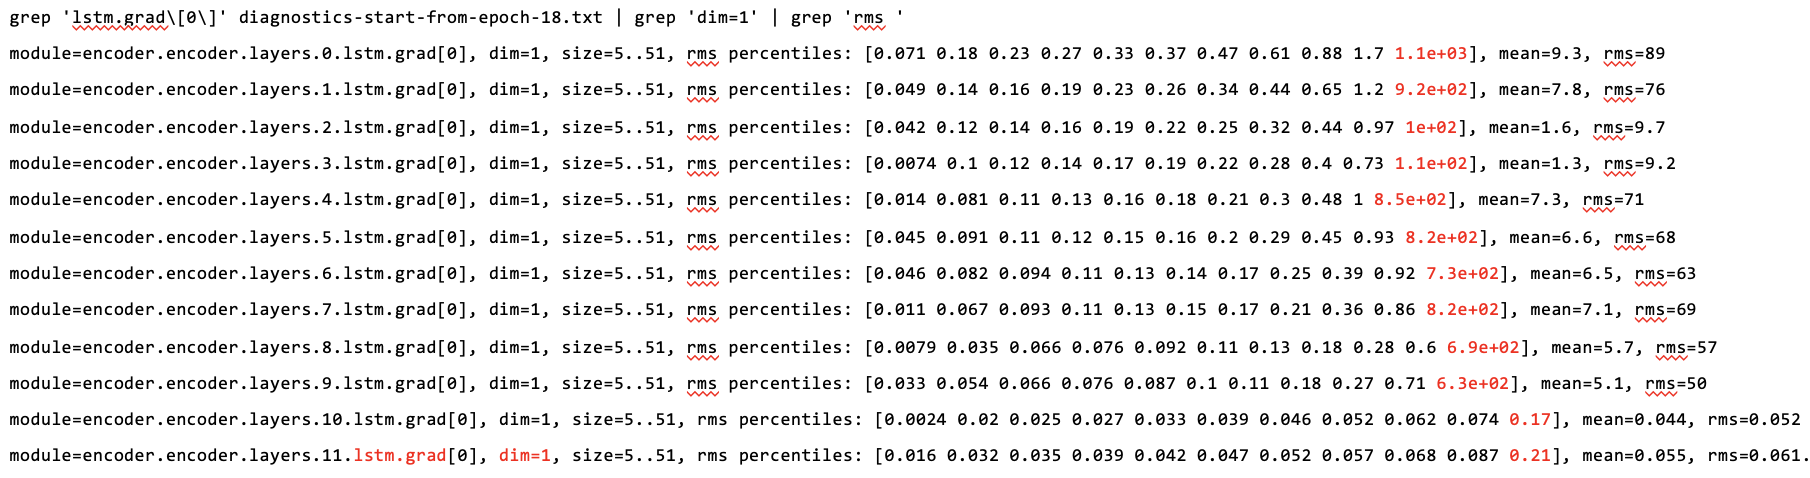 grep 'lstm.grad\[0\]' diagnostics-start-from-epoch-18.txt | grep 'dim=1' | grep 'rms '
module=encoder.encoder.layers.0.lstm.grad[0], dim=1, size=5..51, rms percentiles: [0.071 0.18 0.23 0.27 0.33 0.37 0.47 0.61 0.88 1.7 1.1e+03], mean=9.3, rms=89
module=encoder.encoder.layers.1.lstm.grad[0], dim=1, size=5..51, rms percentiles: [0.049 0.14 0.16 0.19 0.23 0.26 0.34 0.44 0.65 1.2 9.2e+02], mean=7.8, rms=76
module=encoder.encoder.layers.2.lstm.grad[0], dim=1, size=5..51, rms percentiles: [0.042 0.12 0.14 0.16 0.19 0.22 0.25 0.32 0.44 0.97 1e+02], mean=1.6, rms=9.7
module=encoder.encoder.layers.3.lstm.grad[0], dim=1, size=5..51, rms percentiles: [0.0074 0.1 0.12 0.14 0.17 0.19 0.22 0.28 0.4 0.73 1.1e+02], mean=1.3, rms=9.2
module=encoder.encoder.layers.4.lstm.grad[0], dim=1, size=5..51, rms percentiles: [0.014 0.081 0.11 0.13 0.16 0.18 0.21 0.3 0.48 1 8.5e+02], mean=7.3, rms=71
module=encoder.encoder.layers.5.lstm.grad[0], dim=1, size=5..51, rms percentiles: [0.045 0.091 0.11 0.12 0.15 0.16 0.2 0.29 0.45 0.93 8.2e+02], mean=6.6, rms=68
module=encoder.encoder.layers.6.lstm.grad[0], dim=1, size=5..51, rms percentiles: [0.046 0.082 0.094 0.11 0.13 0.14 0.17 0.25 0.39 0.92 7.3e+02], mean=6.5, rms=63
module=encoder.encoder.layers.7.lstm.grad[0], dim=1, size=5..51, rms percentiles: [0.011 0.067 0.093 0.11 0.13 0.15 0.17 0.21 0.36 0.86 8.2e+02], mean=7.1, rms=69
module=encoder.encoder.layers.8.lstm.grad[0], dim=1, size=5..51, rms percentiles: [0.0079 0.035 0.066 0.076 0.092 0.11 0.13 0.18 0.28 0.6 6.9e+02], mean=5.7, rms=57
module=encoder.encoder.layers.9.lstm.grad[0], dim=1, size=5..51, rms percentiles: [0.033 0.054 0.066 0.076 0.087 0.1 0.11 0.18 0.27 0.71 6.3e+02], mean=5.1, rms=50
module=encoder.encoder.layers.10.lstm.grad[0], dim=1, size=5..51, rms percentiles: [0.0024 0.02 0.025 0.027 0.033 0.039 0.046 0.052 0.062 0.074 0.17], mean=0.044, rms=0.052
module=encoder.encoder.layers.11.lstm.grad[0], dim=1, size=5..51, rms percentiles: [0.016 0.032 0.035 0.039 0.042 0.047 0.052 0.057 0.068 0.087 0.21], mean=0.055, rms=0.061.